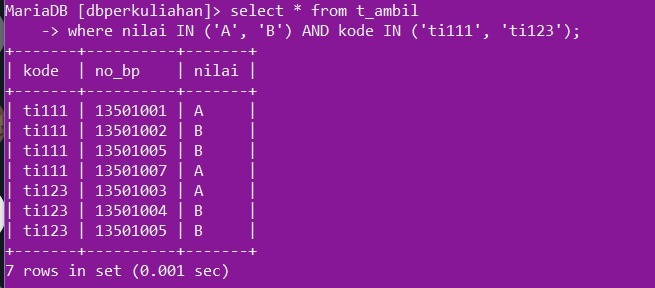 MariaDB [dbperkuliahan]> select * from t_ambil
    -> where nilai IN ('A', 'B') AND kode IN ('ti111', 'ti123');
+-------+----------+-------+
| kode  | no_bp    | nilai |
+-------+----------+-------+
| ti111 | 13501001 | A     |
| ti111 | 13501002 | B     |
| ti111 | 13501005 | B     |
| ti111 | 13501007 | A     |
| ti123 | 13501003 | A     |
| ti123 | 13501004 | B     |
| ti123 | 13501005 | B     |
+-------+----------+-------+
7 rows in set (0.001 sec)